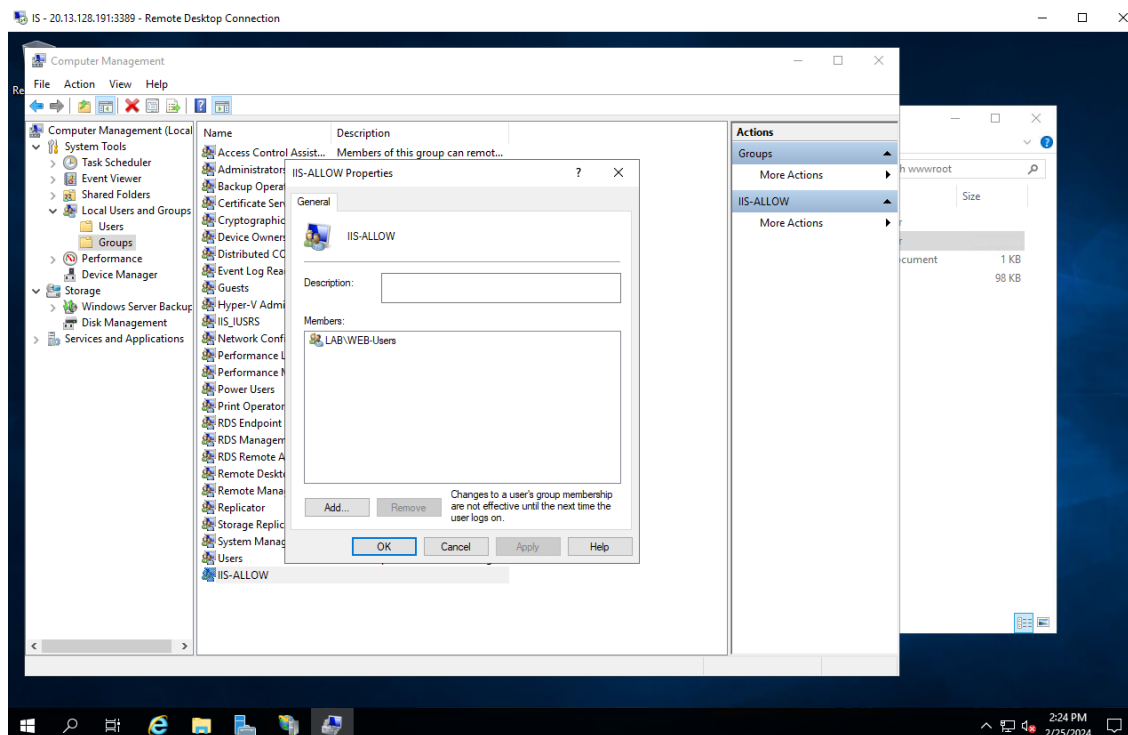 IS - 20.13.128.191:3389 - Remote Desktop Connection
Computer Management
File Action View Help
Computer Management (Local
System Tools
Task Scheduler
Event Viewer
Shared Folders
Local Users and Groups
Users
Groups
Performance
Device Manager
Storage
Windows Server Backup
Disk Management
Services and Applications
Name Description
Access Control Assist... Members of this group can remot...
Administrators
Backup Operat
Certificate Serv
Cryptographic
Device Owners
Distributed CO
Event Log Rea
Guests
Hyper-V Admi
IIS_IUSRS
Network Confi
Performance L
Performance M
Power Users
Print Operator
RDS Endpoint
RDS Managem
RDS Remote A
Remote Deskto
Remote Mana
Replicator
Storage Replic
System Manag
Users
IIS-ALLOW
IIS-ALLOW Properties
General
IIS-ALLOW
Description:
Members:
LAB\WEB-Users
Add... Remove
Changes to a user's group membership
are not effective until the next time the
user logs on.
OK Cancel Apply Help
Actions
Groups
More Actions
IIS-ALLOW
More Actions
h wwwroot
Size
ocument 1 KB
98 KB
2:24 PM
2/25/2024